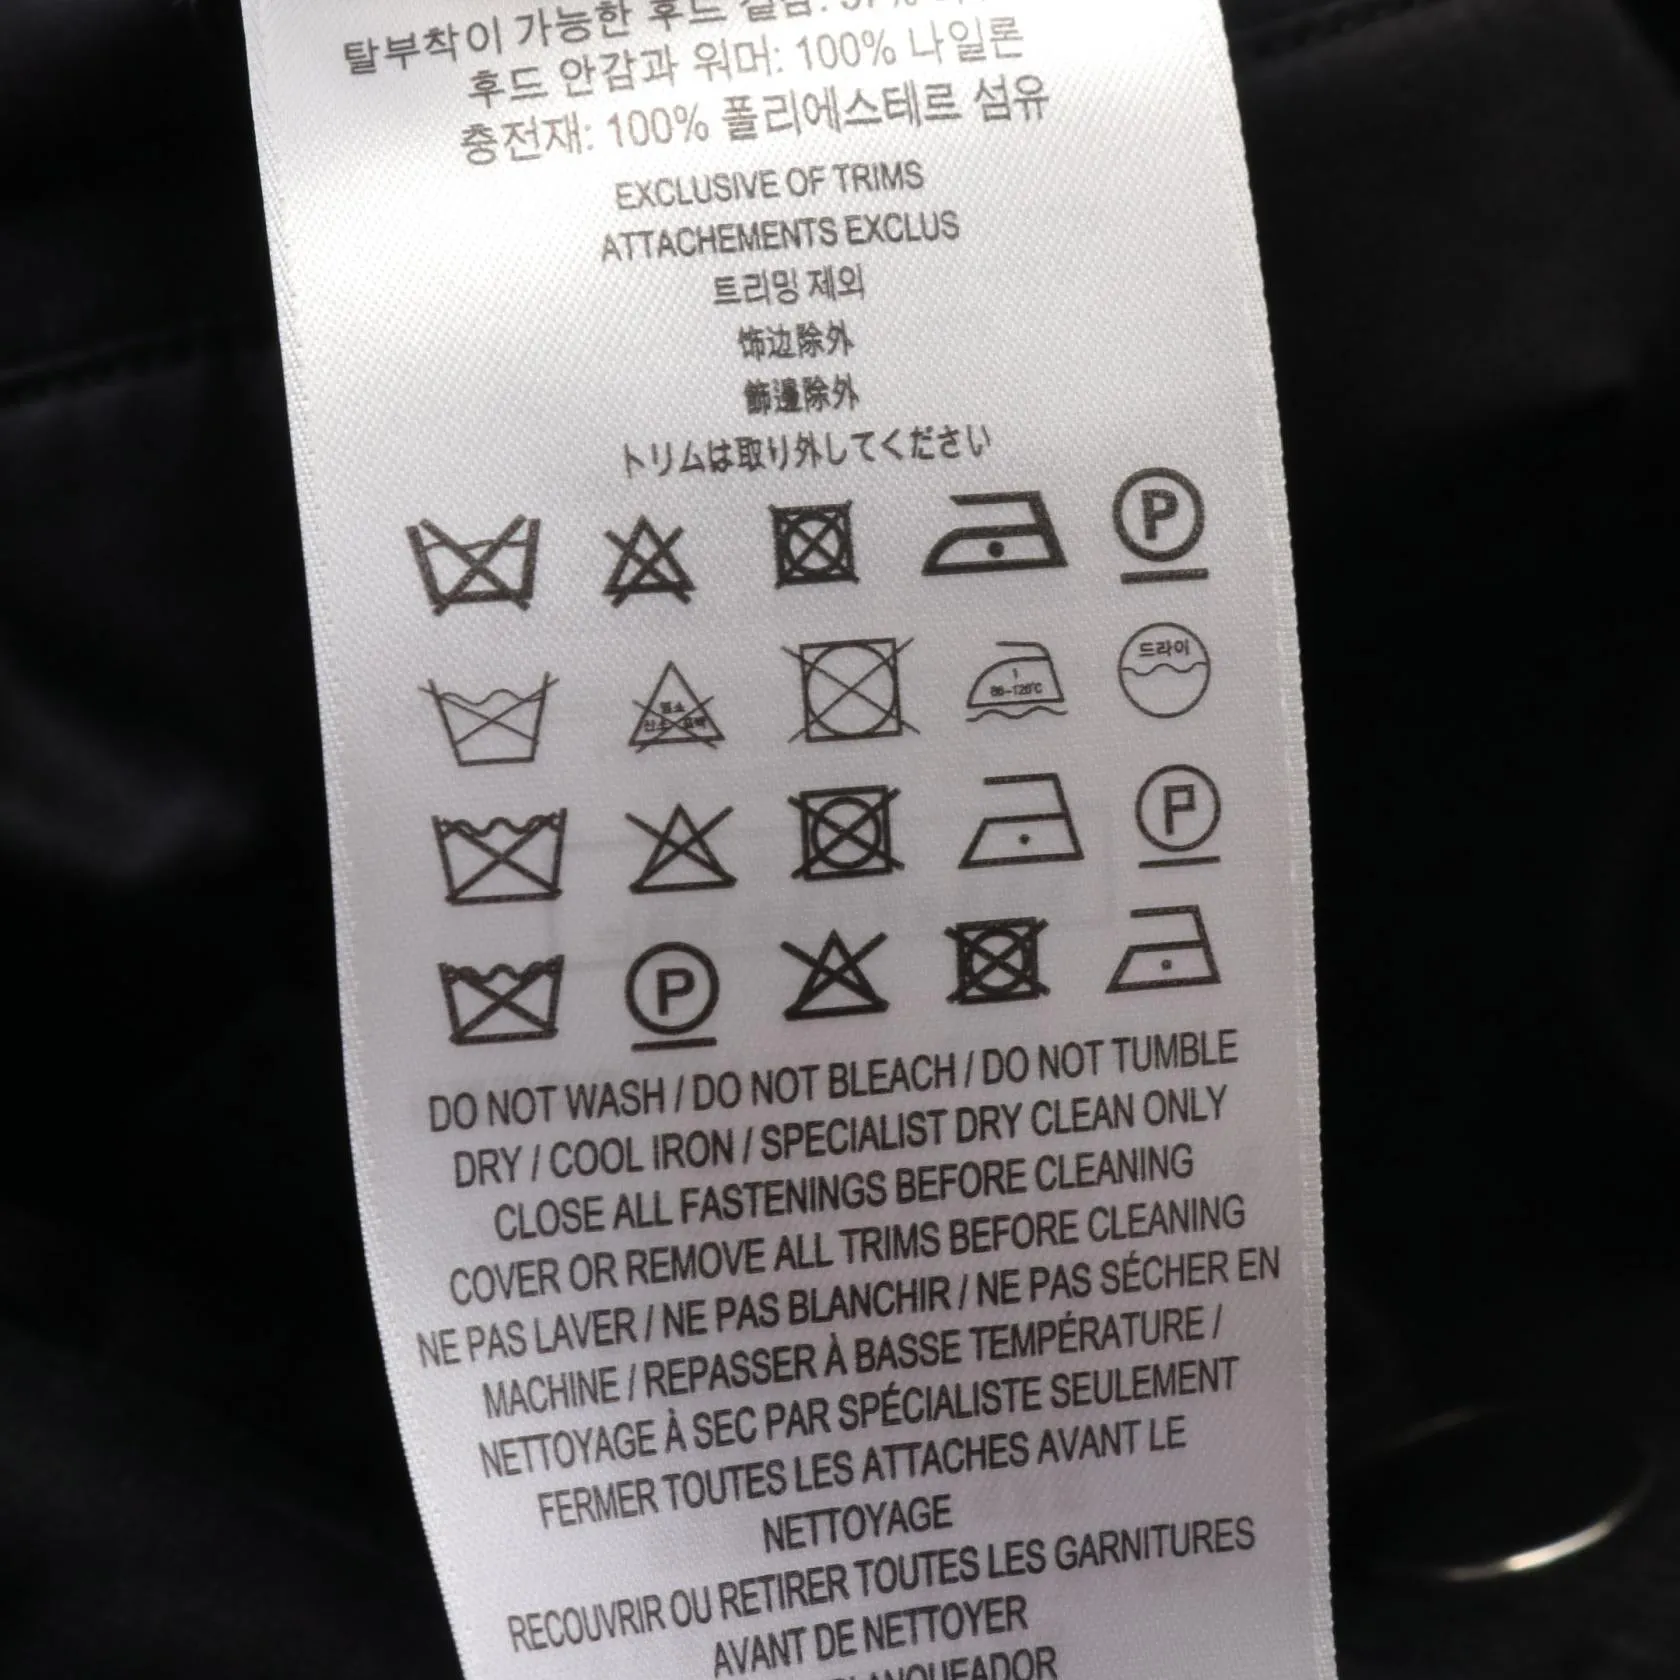 탈부착이 가능한 후드 겉감: 57%
후드 안감과 워머: 100% 나일론
충전재: 100% 폴리에스테르 섬유
EXCLUSIVE OF TRIMS
ATTACHEMENTS EXCLUS
트리밍 제외
饰边除外
飾邊除外
トリムは取り外してください
P
드라이
P
P
DO NOT WASH / DO NOT BLEACH / DO NOT TUMBLE
DRY / COOL IRON / SPECIALIST DRY CLEAN ONLY
CLOSE ALL FASTENINGS BEFORE CLEANING
COVER OR REMOVE ALL TRIMS BEFORE CLEANING
NE PAS LAVER / NE PAS BLANCHIR / NE PAS SÉCHER EN
MACHINE / REPASSER À BASSE TEMPÉRATURE /
NETTOYAGE À SEC PAR SPÉCIALISTE SEULEMENT
FERMER TOUTES LES ATTACHES AVANT LE
NETTOYAGE
RECOUVRIR OU RETIRER TOUTES LES GARNITURES
AVANT DE NETTOYER